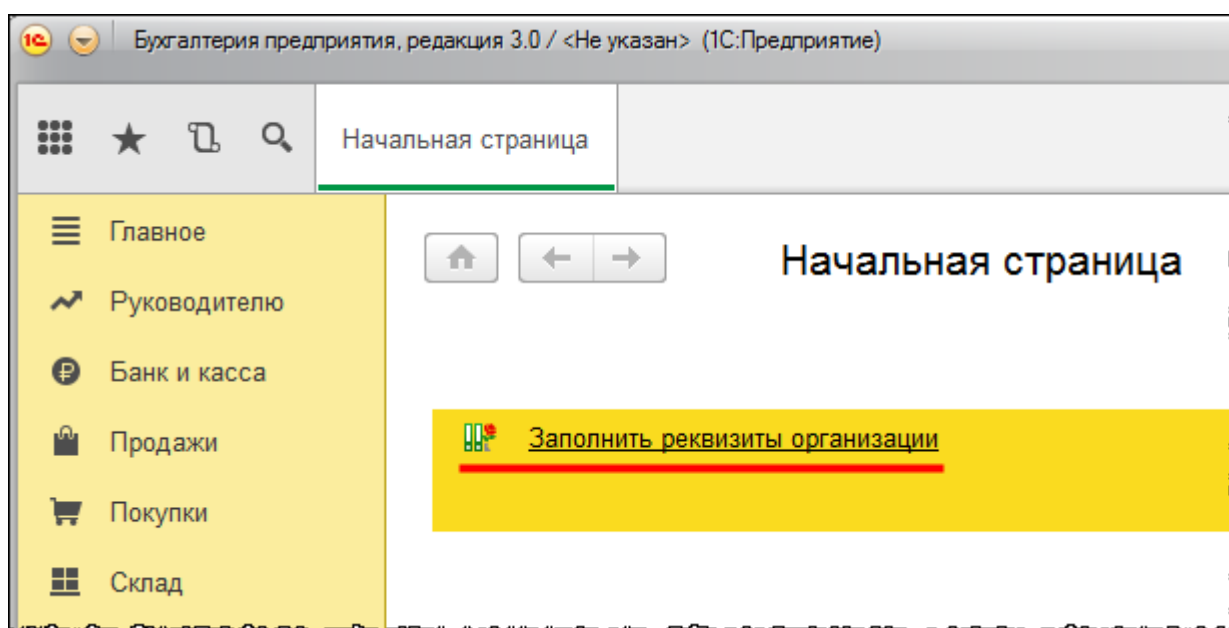 1С Бухгалтерия предприятия, редакция 3.0 / <Не указан> (1С:Предприятие)
Начальная страница
Главное
Руководителю
Банк и касса
Продажи
Покупки
Склад
Начальная страница
Заполнить реквизиты организации